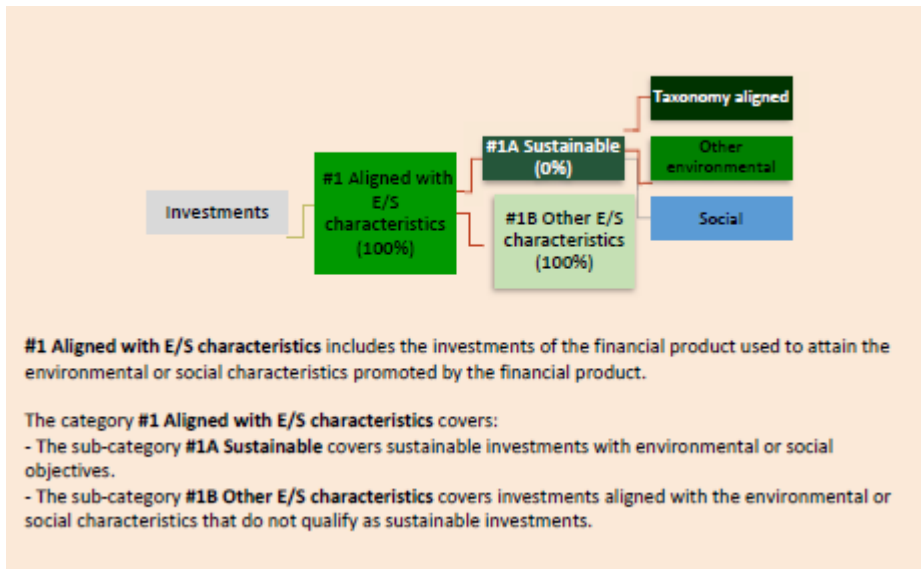 Taxonomy aligned
#1A Sustainable
(0%)
Other
environmental
#1 Aligned with
E/S
characteristics
(100%)
Investments
#1B Other E/S
characteristics
(100%)
Social
#1 Aligned with E/S characteristics includes the investments of the financial product used to attain the
environmental or social characteristics promoted by the financial product.
The category #1 Aligned with E/S characteristics covers:
- The sub-category #1A Sustainable covers sustainable investments with environmental or social
objectives.
- The sub-category #1B Other E/S characteristics covers investments aligned with the environmental or
social characteristics that do not qualify as sustainable investments.